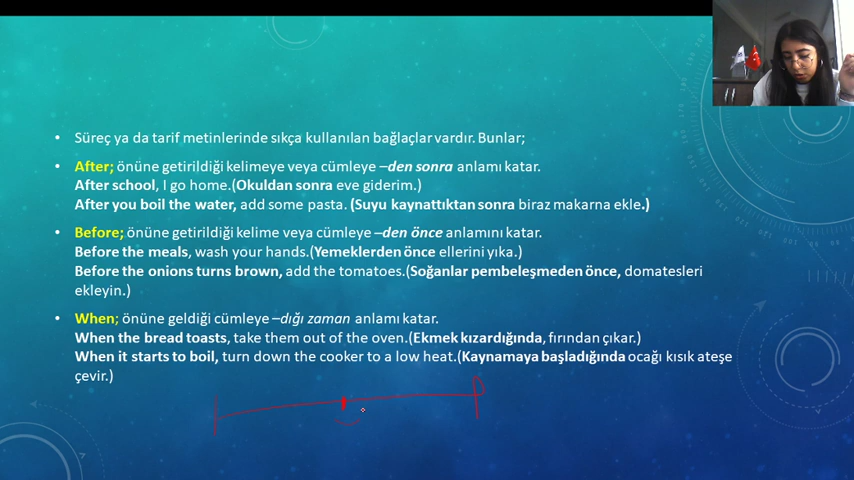 Süreç ya da tarif metinlerinde sıkça kullanılan bağlaçlar vardır. Bunlar;
After; önüne getirildiği kelimeye veya cümleye –den sonra anlamı katar.
After school, I go home.(Okuldan sonra eve giderim.)
After you boil the water, add some pasta. (Suyu kaynattıktan sonra biraz makarna ekle.)
Before; önüne getirildiği kelime veya cümleye –den önce anlamını katar.
Before the meals, wash your hands.(Yemeklerden önce ellerini yıka.)
Before the onions turns brown, add the tomatoes.(Soğanlar pembeleşmeden önce, domatesleri
ekleyin.)
When; önüne geldiği cümleye –dığı zaman anlamı katar.
When the bread toasts, take them out of the oven.(Ekmek kızardığında, fırından çıkar.)
When it starts to boil, turn down the cooker to a low heat.(Kaynamaya başladığında ocağı kısık ateşe
çevir.)